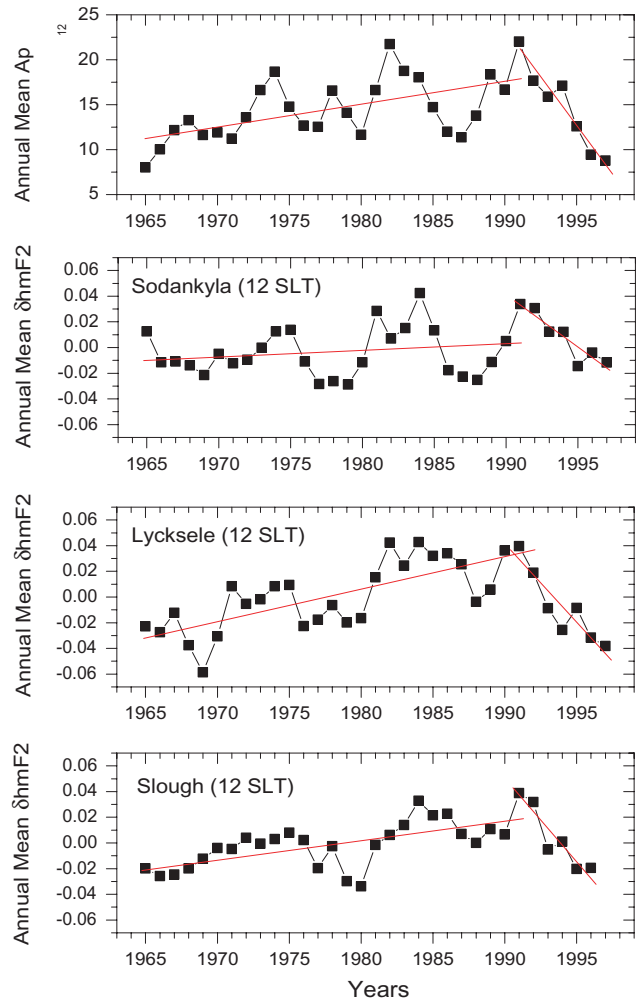 Annual Mean Ap
12
25
20
15
10
5
1965 1970 1975 1980 1985 1990 1995
Annual Mean δhmF2
Sodankyla (12 SLT)
0.06
0.04
0.02
0.00
-0.02
-0.04
-0.06
1965 1970 1975 1980 1985 1990 1995
Annual Mean δhmF2
Lycksele (12 SLT)
0.06
0.04
0.02
0.00
-0.02
-0.04
-0.06
1965 1970 1975 1980 1985 1990 1995
Annual Mean δhmF2
Slough (12 SLT)
0.06
0.04
0.02
0.00
-0.02
-0.04
-0.06
1965 1970 1975 1980 1985 1990 1995
Years